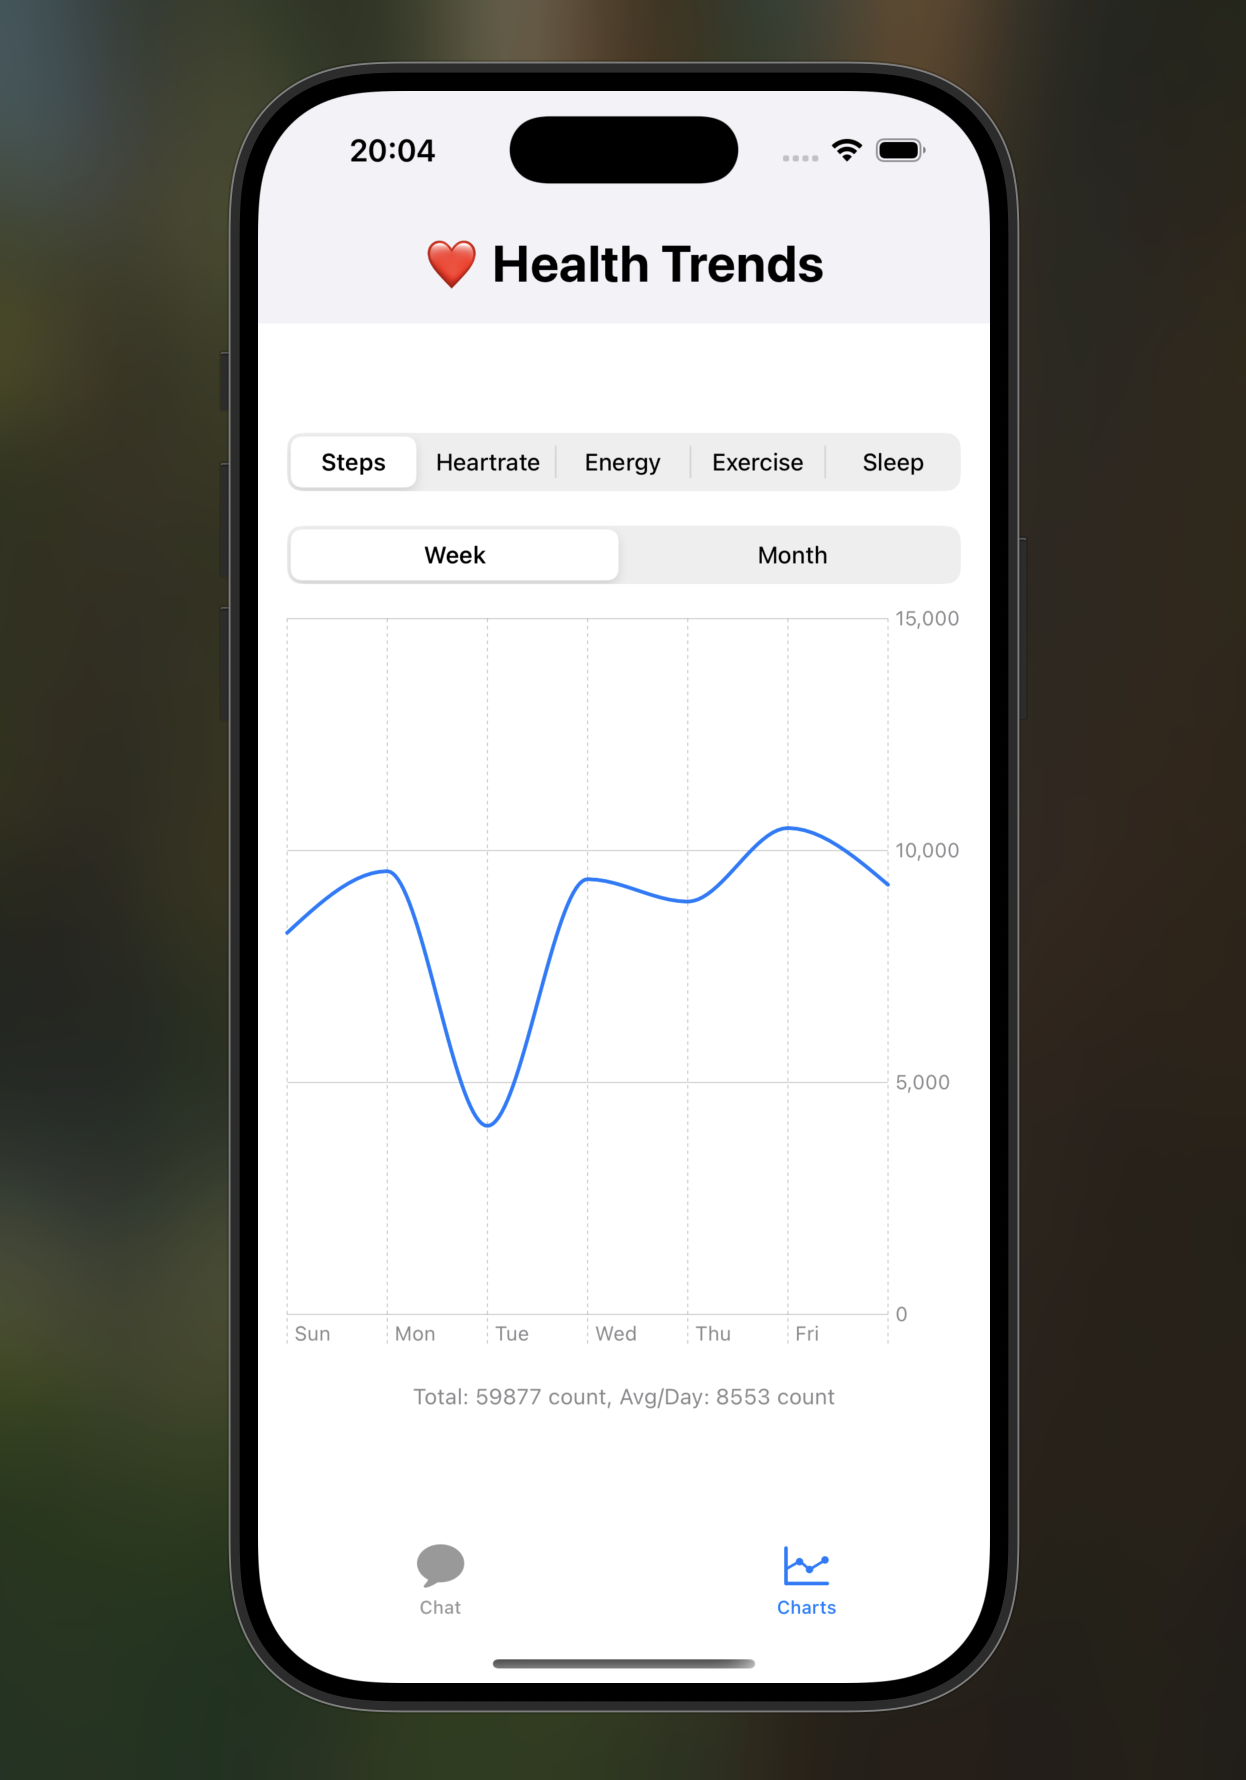 20:04
❤️ Health Trends
Steps Heartrate Energy Exercise Sleep
Week Month
15,000
10,000
5,000
0
Sun Mon Tue Wed Thu Fri
Total: 59877 count, Avg/Day: 8553 count
Chat Charts